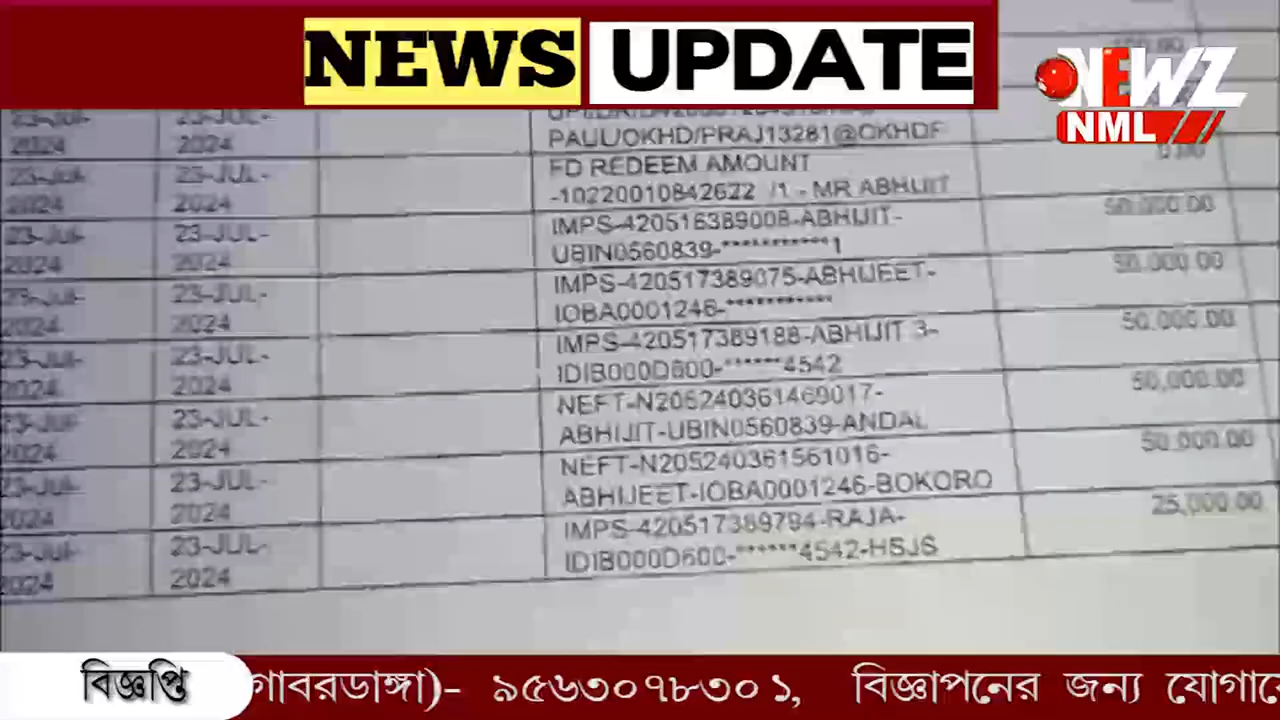 NEWS UPDATE
NEWZ
NML
23-JUL-
2024
23-JUL-
2024
PAUL/OKHD/PRAJ13281@OKHDF
23-JUL-
2024
23-JUL-
2024
FD REDEEM AMOUNT
-10220010842622 /1 - MR ABHIJIT
0.00
23-JUL-
2024
23-JUL-
2024
IMPS-420516389008-ABHIJIT-
UBIN0560839-***********1
50,000.00
23-JUL-
2024
23-JUL-
2024
IMPS-420517389075-ABHIJEET-
IOBA0001246-***********
50,000.00
23-JUL-
2024
23-JUL-
2024
IMPS-420517389188-ABHIJIT 3-
IDIB000D600-******4542
50,000.00
23-JUL-
2024
23-JUL-
2024
NEFT-N205240361469017-
ABHIJIT-UBIN0560839-ANDAL
50,000.00
23-JUL-
2024
23-JUL-
2024
NEFT-N205240361561016-
ABHIJEET-IOBA0001246-BOKORO
50,000.00
23-JUL-
2024
23-JUL-
2024
IMPS-420517389794-RAJA-
IDIB000D600-******4542-HSJS
25,000.00
বিজ্ঞপ্তি গাবরডাঙ্গা)- ৯৫৬৩০৭৮৩০১, বিজ্ঞাপনের জন্য যোগাযে